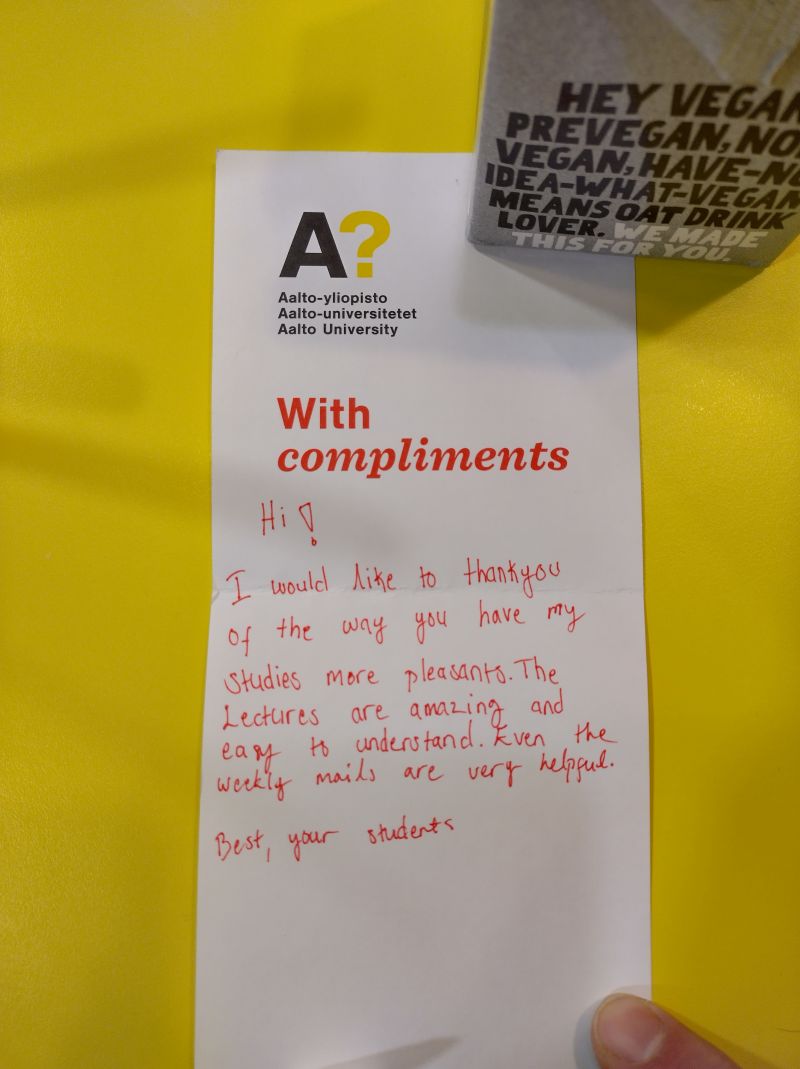 HEY VEGAN
PREVEGAN, NO
VEGAN, HAVE-NO
IDEA-WHAT-VEGAN
MEANS OAT DRINK
LOVER. WE MADE
THIS FOR YOU.
A?
Aalto-yliopisto
Aalto-universitetet
Aalto University
With
compliments
Hi!
I would like to thankyou
of the way you have my
studies more pleasants. The
Lectures are amazing and
easy to understand. Even the
weekly mails are very helpful.
Best, your students